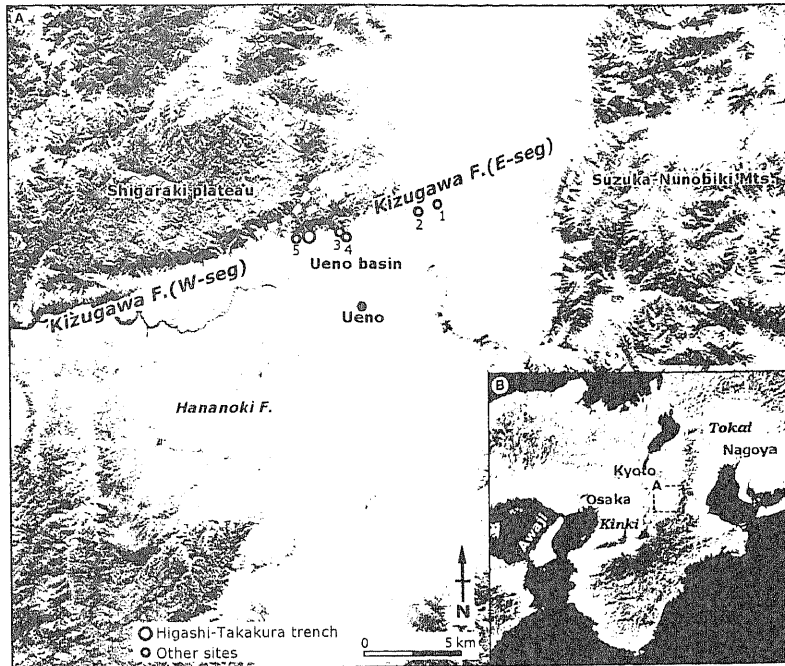 A
Kizugawa F.(E-seg)
Shigaraki plateau
Suzuka-Nunobiki Mts.
2 1
5 3 4
Ueno basin
Kizugawa F.(W-seg)
Ueno
Hananoki F.
B
Tokai
Nagoya
Kyoto
A
Osaka
Kinki
Awaji
N
Higashi-Takakura trench
Other sites
0 5 km